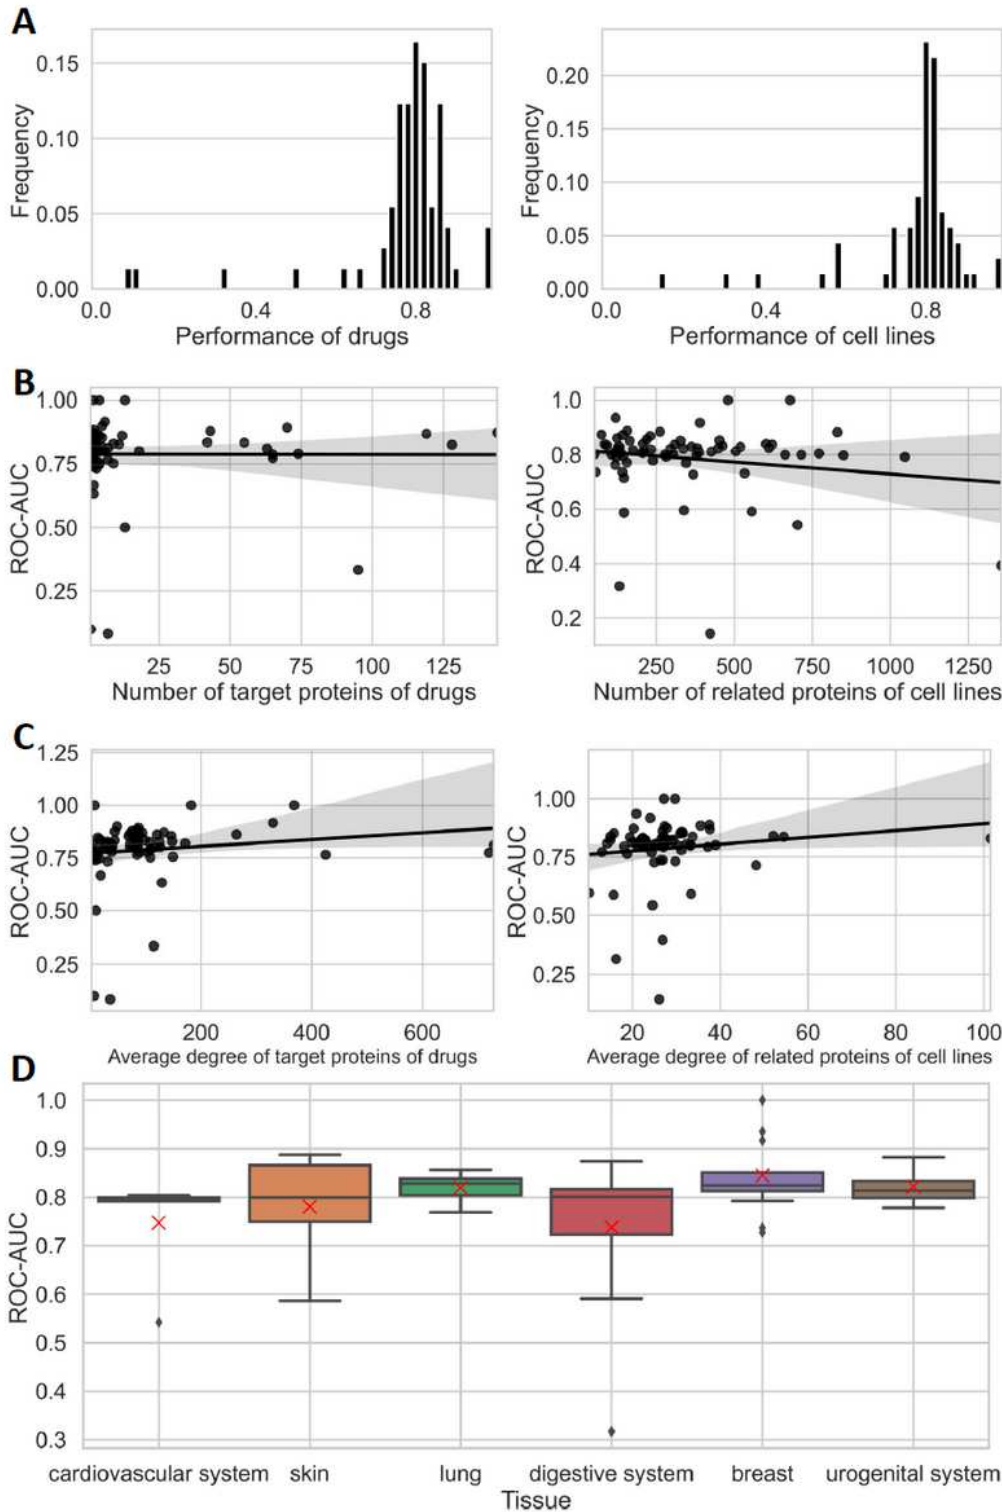 A
0.15
0.10
0.05
0.00
Frequency
0.0 0.4 0.8
Performance of drugs
0.20
0.15
0.10
0.05
0.00
Frequency
0.0 0.4 0.8
Performance of cell lines
B
1.00
0.75
0.50
0.25
ROC-AUC
25 50 75 100 125
Number of target proteins of drugs
1.0
0.8
0.6
0.4
0.2
ROC-AUC
250 500 750 1000 1250
Number of related proteins of cell lines
C
1.25
1.00
0.75
0.50
0.25
ROC-AUC
200 400 600
Average degree of target proteins of drugs
1.00
0.75
0.50
0.25
ROC-AUC
20 40 60 80 100
Average degree of related proteins of cell lines
D
1.0
0.9
0.8
0.7
0.6
0.5
0.4
0.3
ROC-AUC
cardiovascular system skin lung digestive system breast urogenital system
Tissue